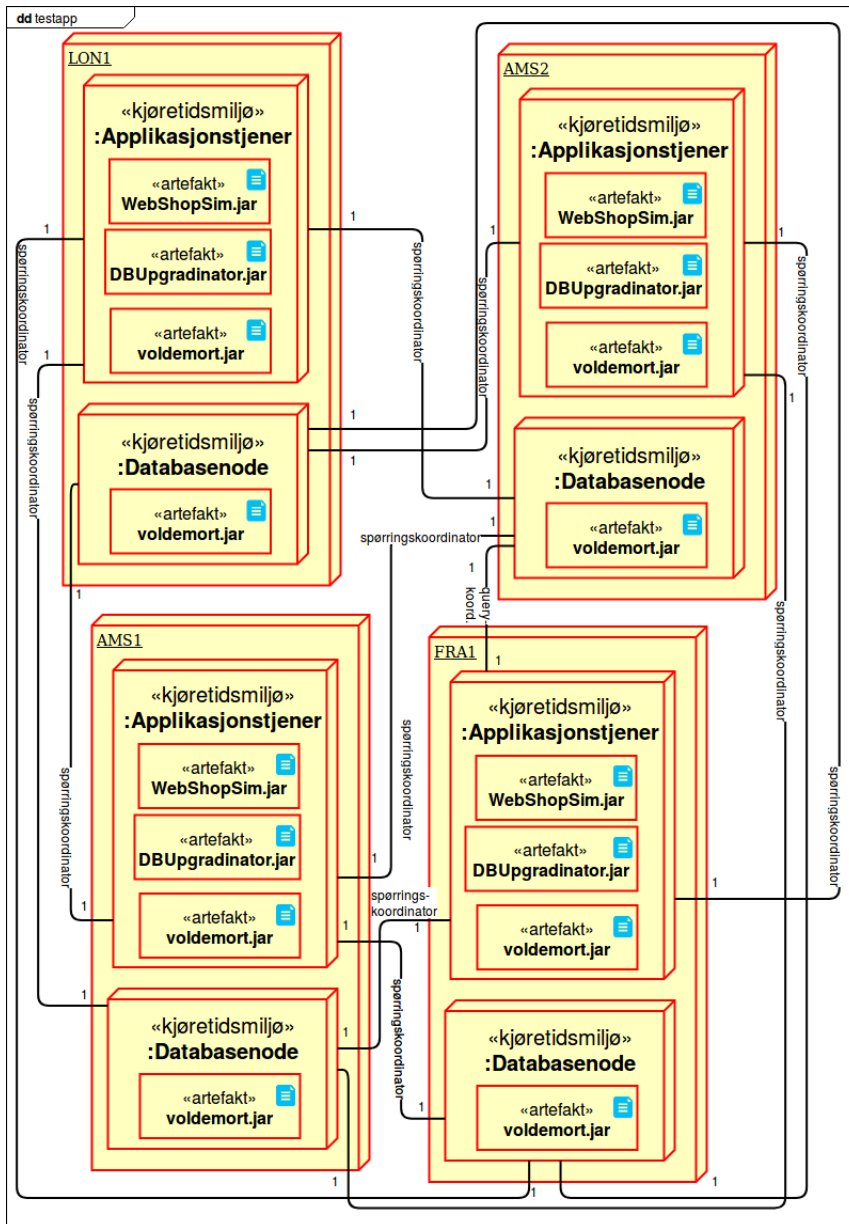 dd testapp
LON1
«kjøretidsmiljø»
:Applikasjonstjener
«artefakt»
WebShopSim.jar
«artefakt»
DBUpgradinator.jar
«artefakt»
voldemort.jar
«kjøretidsmiljø»
:Databasenode
«artefakt»
voldemort.jar
AMS2
«kjøretidsmiljø»
:Applikasjonstjener
«artefakt»
WebShopSim.jar
«artefakt»
DBUpgradinator.jar
«artefakt»
voldemort.jar
«kjøretidsmiljø»
:Databasenode
«artefakt»
voldemort.jar
AMS1
«kjøretidsmiljø»
:Applikasjonstjener
«artefakt»
WebShopSim.jar
«artefakt»
DBUpgradinator.jar
«artefakt»
voldemort.jar
«kjøretidsmiljø»
:Databasenode
«artefakt»
voldemort.jar
FRA1
«kjøretidsmiljø»
:Applikasjonstjener
«artefakt»
WebShopSim.jar
«artefakt»
DBUpgradinator.jar
«artefakt»
voldemort.jar
«kjøretidsmiljø»
:Databasenode
«artefakt»
voldemort.jar
1
spørringskoordinator
1
spørringskoordinator
1
spørringskoordinator
1
1
1
spørringskoordinator
1
spørringskoordinator
1
spørringskoordinator
1
1
spørringskoordinator
1
query-
koord.
1
1
spørringskoordinator
1
spørringskoordinator
spørringskoordinator
1
spørrings-
koordinator
1
1
1
1
spørringskoordinator
1
spørringskoordinator
1
1
1
1
1